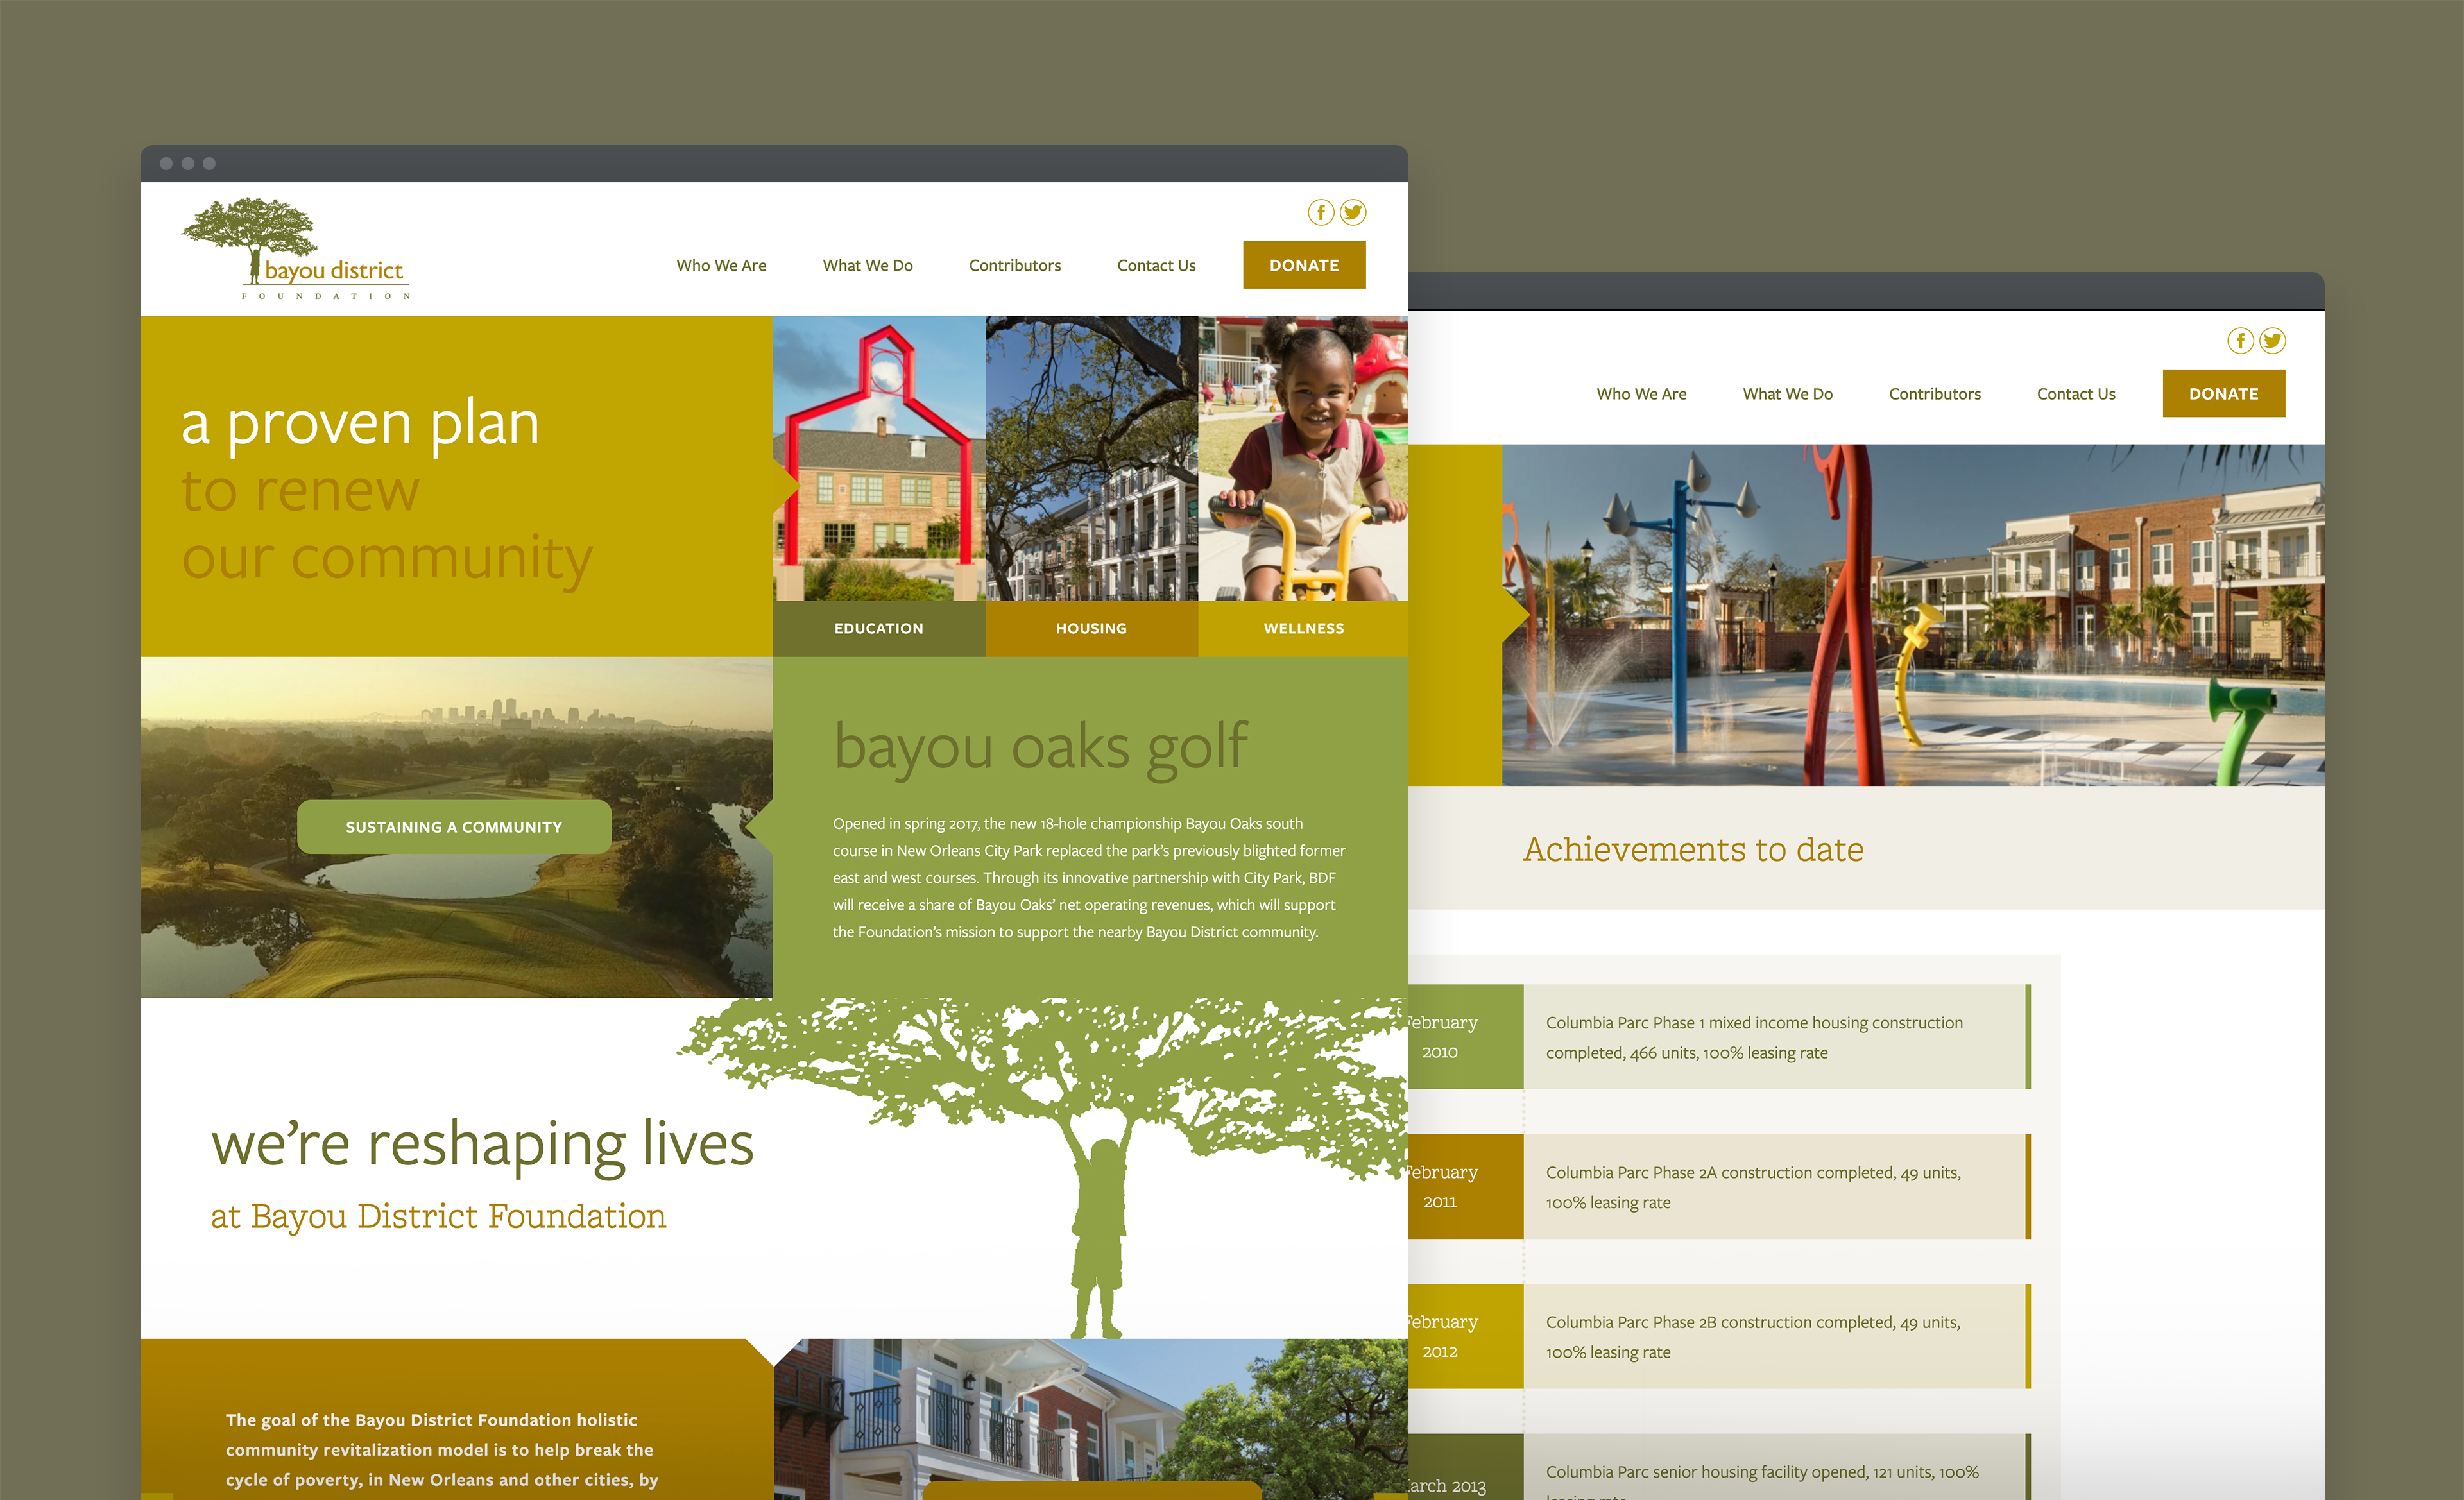 bayou district
FOUNDATION
Who We Are
What We Do
Contributors
Contact Us
DONATE
a proven plan
to renew
our community
EDUCATION
HOUSING
WELLNESS
SUSTAINING A COMMUNITY
bayou oaks golf
Opened in spring 2017, the new 18-hole championship Bayou Oaks south
course in New Orleans City Park replaced the park's previously blighted former
east and west courses. Through its innovative partnership with City Park, BDF
will receive a share of Bayou Oaks' net operating revenues, which will support
the Foundation's mission to support the nearby Bayou District community.
we're reshaping lives
at Bayou District Foundation
The goal of the Bayou District Foundation holistic
community revitalization model is to help break the
cycle of poverty, in New Orleans and other cities, by
Who We Are
What We Do
Contributors
Contact Us
DONATE
Achievements to date
February
2010
Columbia Parc Phase 1 mixed income housing construction
completed, 466 units, 100% leasing rate
February
2011
Columbia Parc Phase 2A construction completed, 49 units,
100% leasing rate
February
2012
Columbia Parc Phase 2B construction completed, 49 units,
100% leasing rate
arch 2013
Columbia Parc senior housing facility opened, 121 units, 100%